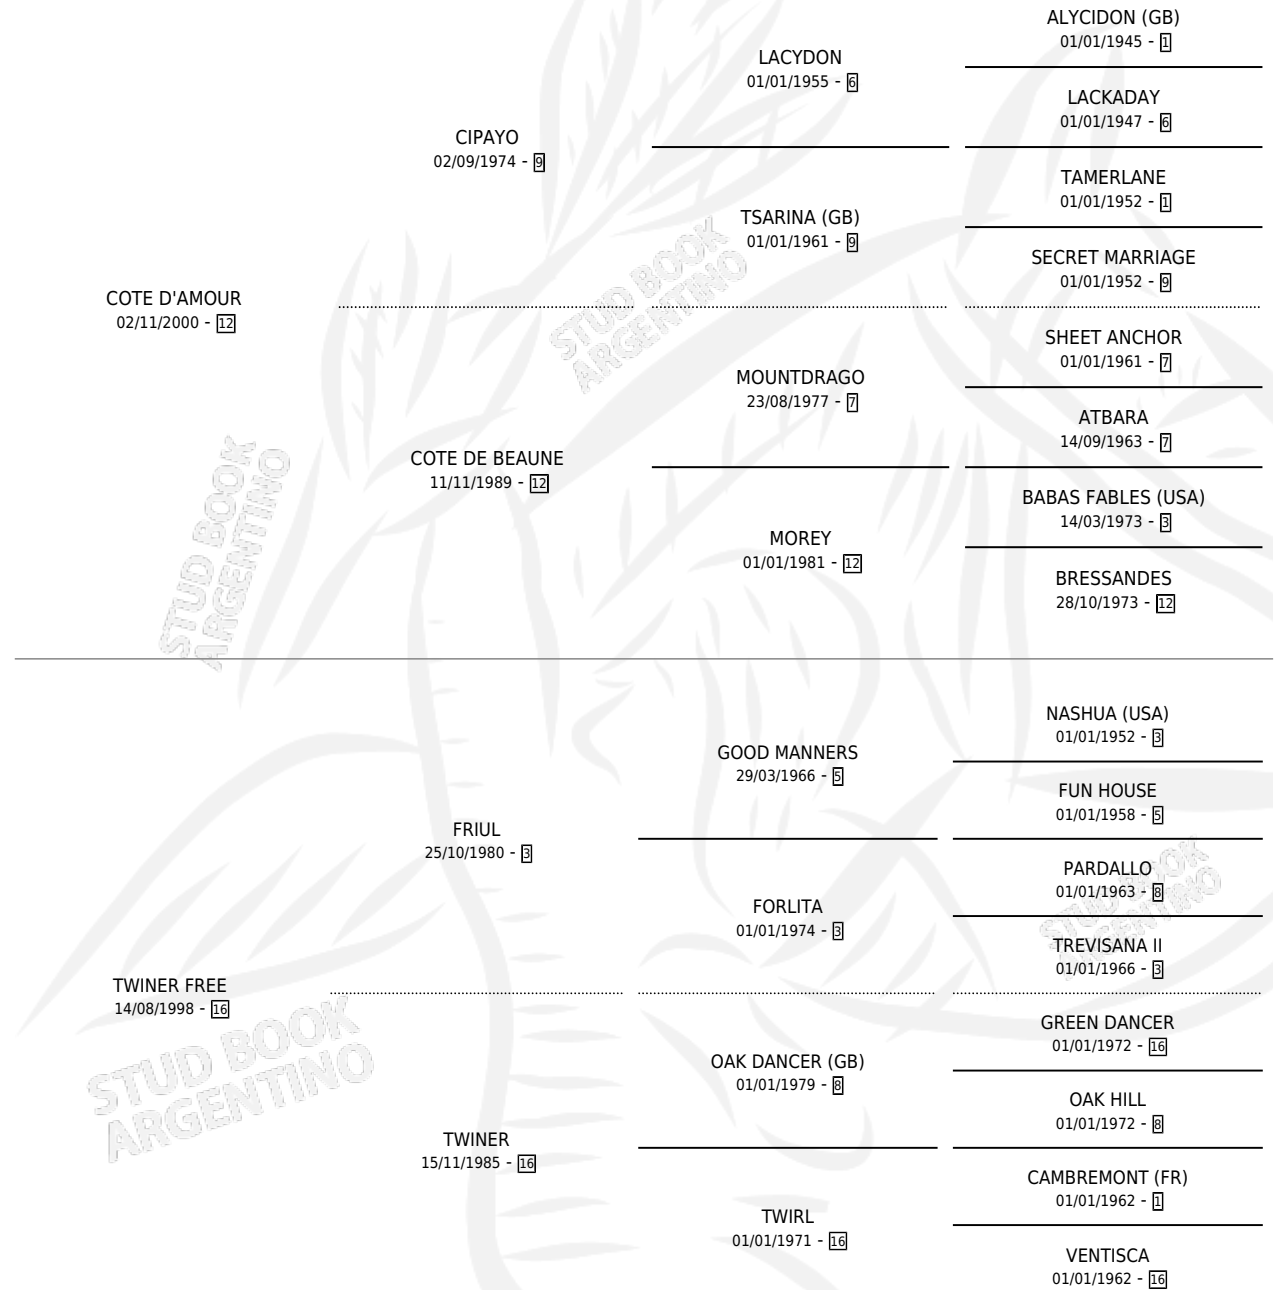 COTE D'AMOUR
02/11/2000 - 12
CIPAYO
02/09/1974 - 9
COTE DE BEAUNE
11/11/1989 - 12
LACYDON
01/01/1955 - 6
TSARINA (GB)
01/01/1961 - 9
MOUNTDRAGO
23/08/1977 - 7
MOREY
01/01/1981 - 12
ALYCIDON (GB)
01/01/1945 - 1
LACKADAY
01/01/1947 - 6
TAMERLANE
01/01/1952 - 1
SECRET MARRIAGE
01/01/1952 - 9
SHEET ANCHOR
01/01/1961 - 7
ATBARA
14/09/1963 - 7
BABAS FABLES (USA)
14/03/1973 - 3
BRESSANDES
28/10/1973 - 12
STUD BOOK
ARGENTINO
STUD BOOK
ARGENTINO
TWINER FREE
14/08/1998 - 16
FRIUL
25/10/1980 - 3
TWINER
15/11/1985 - 16
GOOD MANNERS
29/03/1966 - 5
FORLITA
01/01/1974 - 3
OAK DANCER (GB)
01/01/1979 - 8
TWIRL
01/01/1971 - 16
NASHUA (USA)
01/01/1952 - 3
FUN HOUSE
01/01/1958 - 5
PARDALLO
01/01/1963 - 8
TREVISANA II
01/01/1966 - 3
GREEN DANCER
01/01/1972 - 16
OAK HILL
01/01/1972 - 8
CAMBREMONT (FR)
01/01/1962 - 1
VENTISCA
01/01/1962 - 16
STUD BOOK
ARGENTINO
STUD BOOK
ARGENTINO